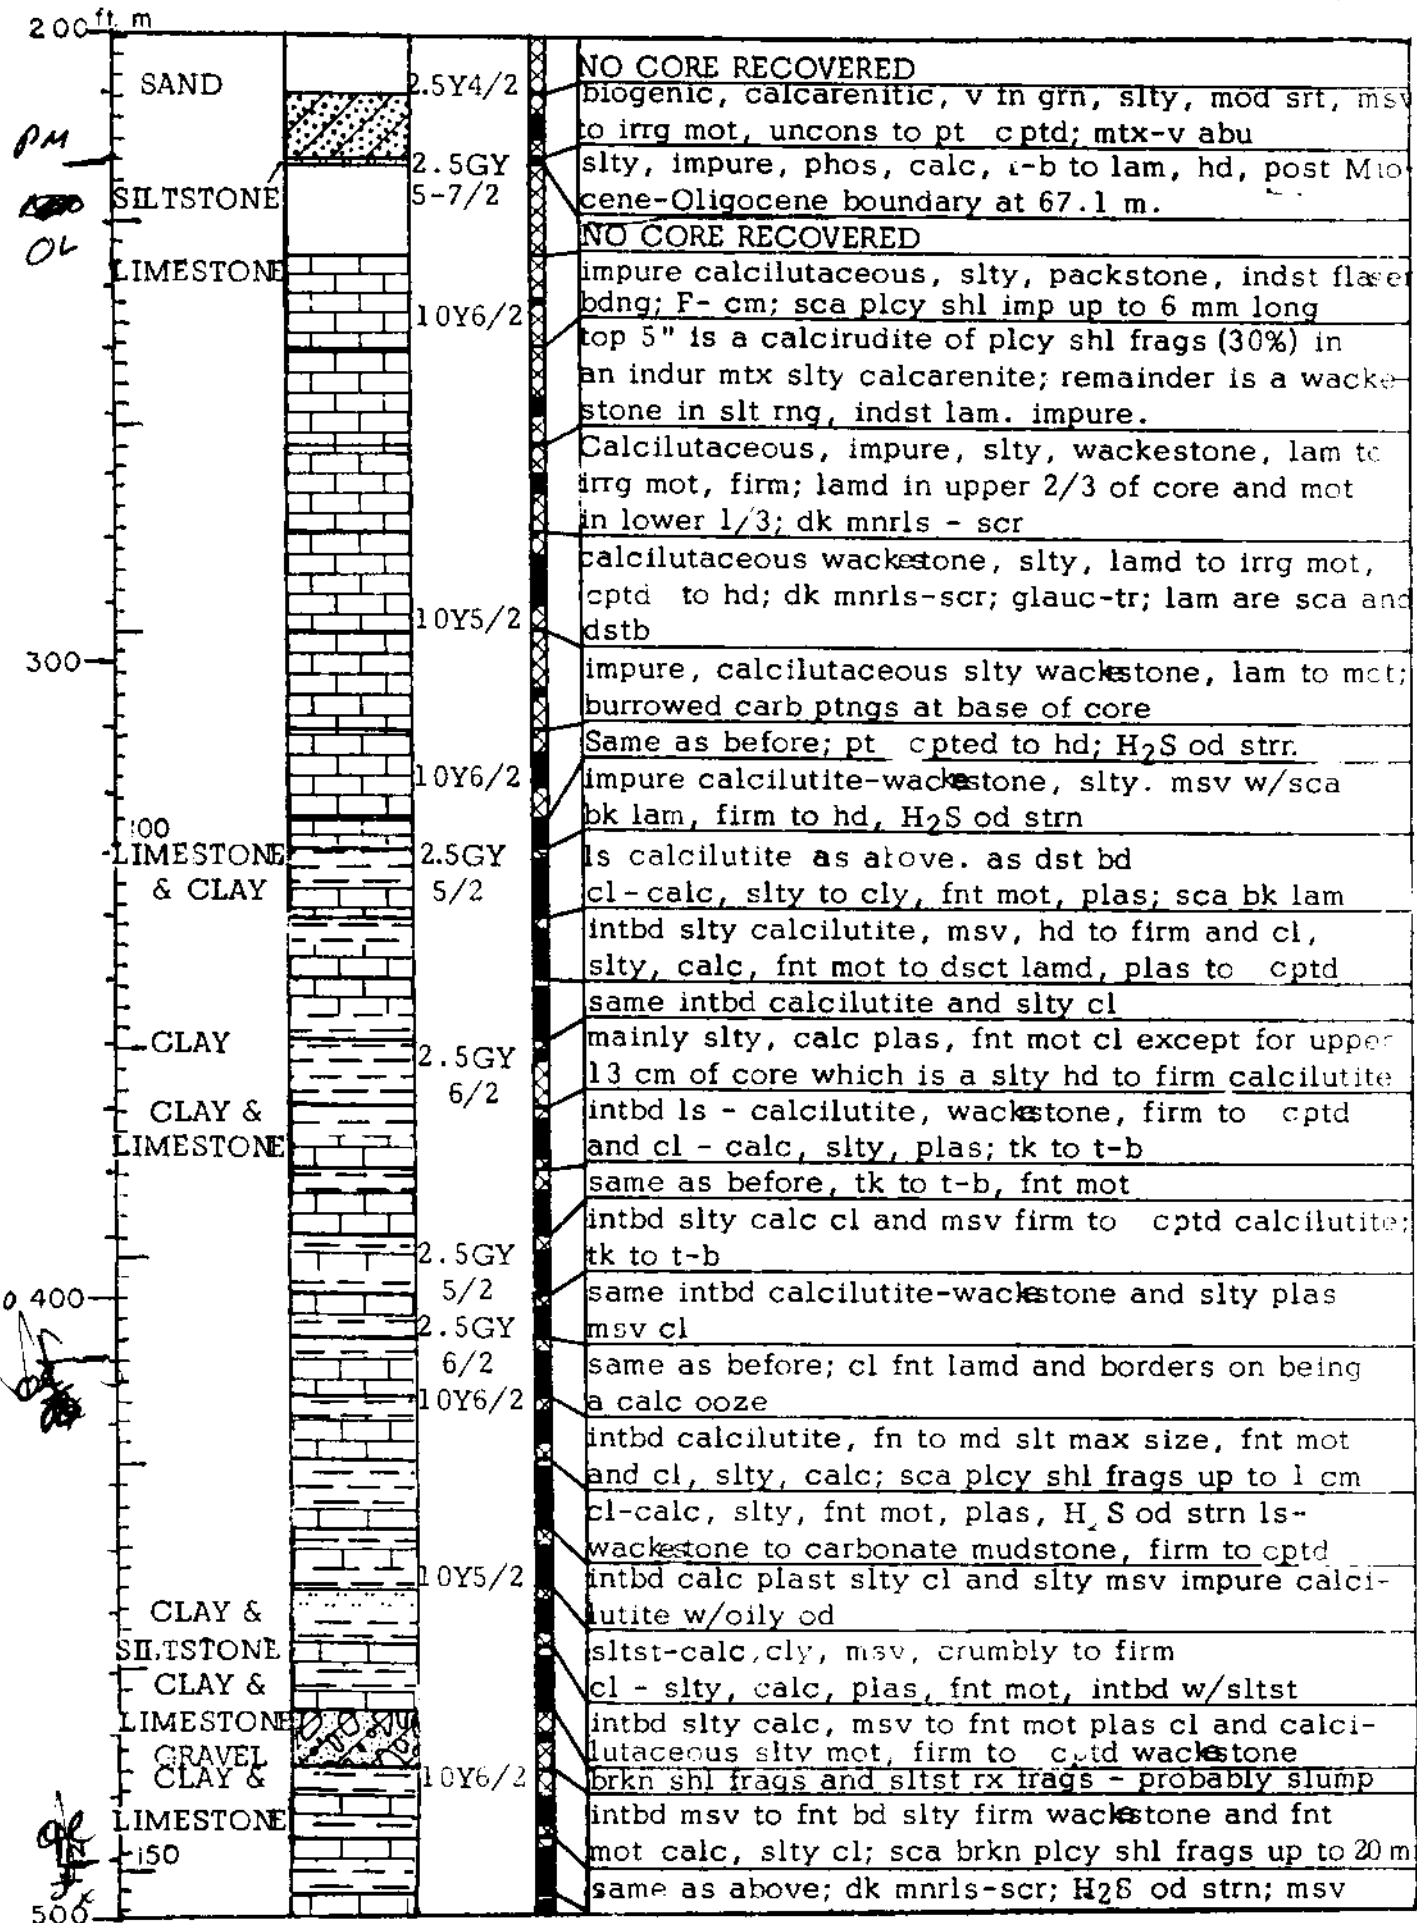 ft. m
200
SAND
2.5Y4/2
NO CORE RECOVERED
biogenic, calcarenitic, v fn grn, slty, mod srt, msv
to irrg mot, uncons to pt cptd; mtx-v abu
PM
SILTSTONE
2.5GY
5-7/2
slty, impure, phos, calc, t-b to lam, hd, post Mio
cene-Oligocene boundary at 67.1 m.
OL
NO CORE RECOVERED
LIMESTONE
10Y6/2
impure calcilutaceous, slty, packstone, indst flaser
bdng; F- cm; sca plcy shl imp up to 6 mm long
top 5" is a calcirudite of plcy shl frags (30%) in
an indur mtx slty calcarenite; remainder is a wacke-
stone in slt rng, indst lam. impure.
Calcilutaceous, impure, slty, wackestone, lam to
irrg mot, firm; lamd in upper 2/3 of core and mot
in lower 1/3; dk mnrls - scr
calcilutaceous wackestone, slty, lamd to irrg mot,
cptd to hd; dk mnrls-scr; glauc-tr; lam are sca and
dstb
10Y5/2
300
impure, calcilutaceous slty wackestone, lam to mot;
burrowed carb ptngs at base of core
Same as before; pt cpted to hd; H2S od strr.
10Y6/2
impure calcilutite-wackestone, slty. msv w/sca
bk lam, firm to hd, H2S od strn
100
LIMESTONE
& CLAY
2.5GY
5/2
ls calcilutite as above. as dst bd
cl-calc, slty to cly, fnt mot, plas; sca bk lam
intbd slty calcilutite, msv, hd to firm and cl,
slty, calc, fnt mot to dsct lamd, plas to cptd
same intbd calcilutite and slty cl
CLAY
2.5GY
6/2
mainly slty, calc plas, fnt mot cl except for upper
13 cm of core which is a slty hd to firm calcilutite
CLAY &
LIMESTONE
intbd ls - calcilutite, wackestone, firm to cptd
and cl - calc, slty, plas; tk to t-b
same as before, tk to t-b, fnt mot
intbd slty calc cl and msv firm to cptd calcilutite;
tk to t-b
2.5GY
5/2
400
same intbd calcilutite-wackestone and slty plas
msv cl
2.5GY
6/2
same as before; cl fnt lamd and borders on being
a calc ooze
10Y6/2
intbd calcilutite, fn to md slt max size, fnt mot
and cl, slty, calc; sca plcy shl frags up to 1 cm
cl-calc, slty, fnt mot, plas, H2S od strn ls-
wackestone to carbonate mudstone, firm to cptd
10Y5/2
intbd calc plast slty cl and slty msv impure calci-
lutite w/oily od
CLAY &
SILTSTONE
sltst-calc, cly, msv, crumbly to firm
cl - slty, calc, plas, fnt mot, intbd w/sltst
CLAY &
LIMESTONE
intbd slty calc, msv to fnt mot plas cl and calci-
lutaceous slty mot, firm to cptd wackestone
GRAVEL
brkn shl frags and sltst rx frags - probably slump
CLAY &
LIMESTONE
10Y6/2
intbd msv to fnt bd slty firm wackestone and fnt
mot calc, slty cl; sca brkn plcy shl frags up to 20 m
150
same as above; dk mnrls-scr; H2S od strn; msv
500